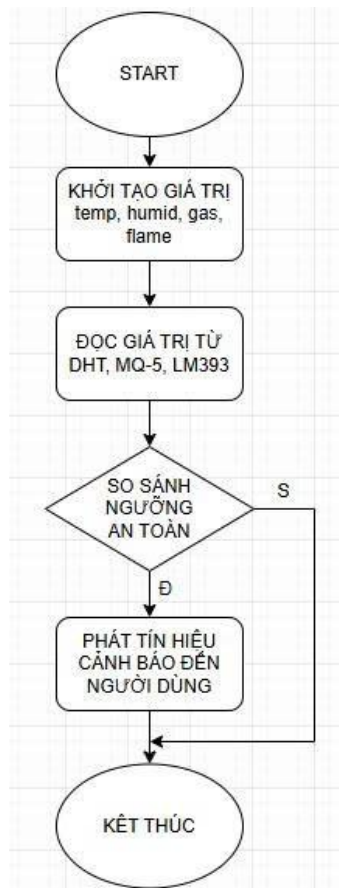 START
KHỞI TẠO GIÁ TRỊ
temp, humid, gas,
flame
ĐỌC GIÁ TRỊ TỪ
DHT, MQ-5, LM393
SO SÁNH
NGƯỠNG
AN TOÀN
S
Đ
PHÁT TÍN HIỆU
CẢNH BÁO ĐẾN
NGƯỜI DÙNG
KẾT THÚC